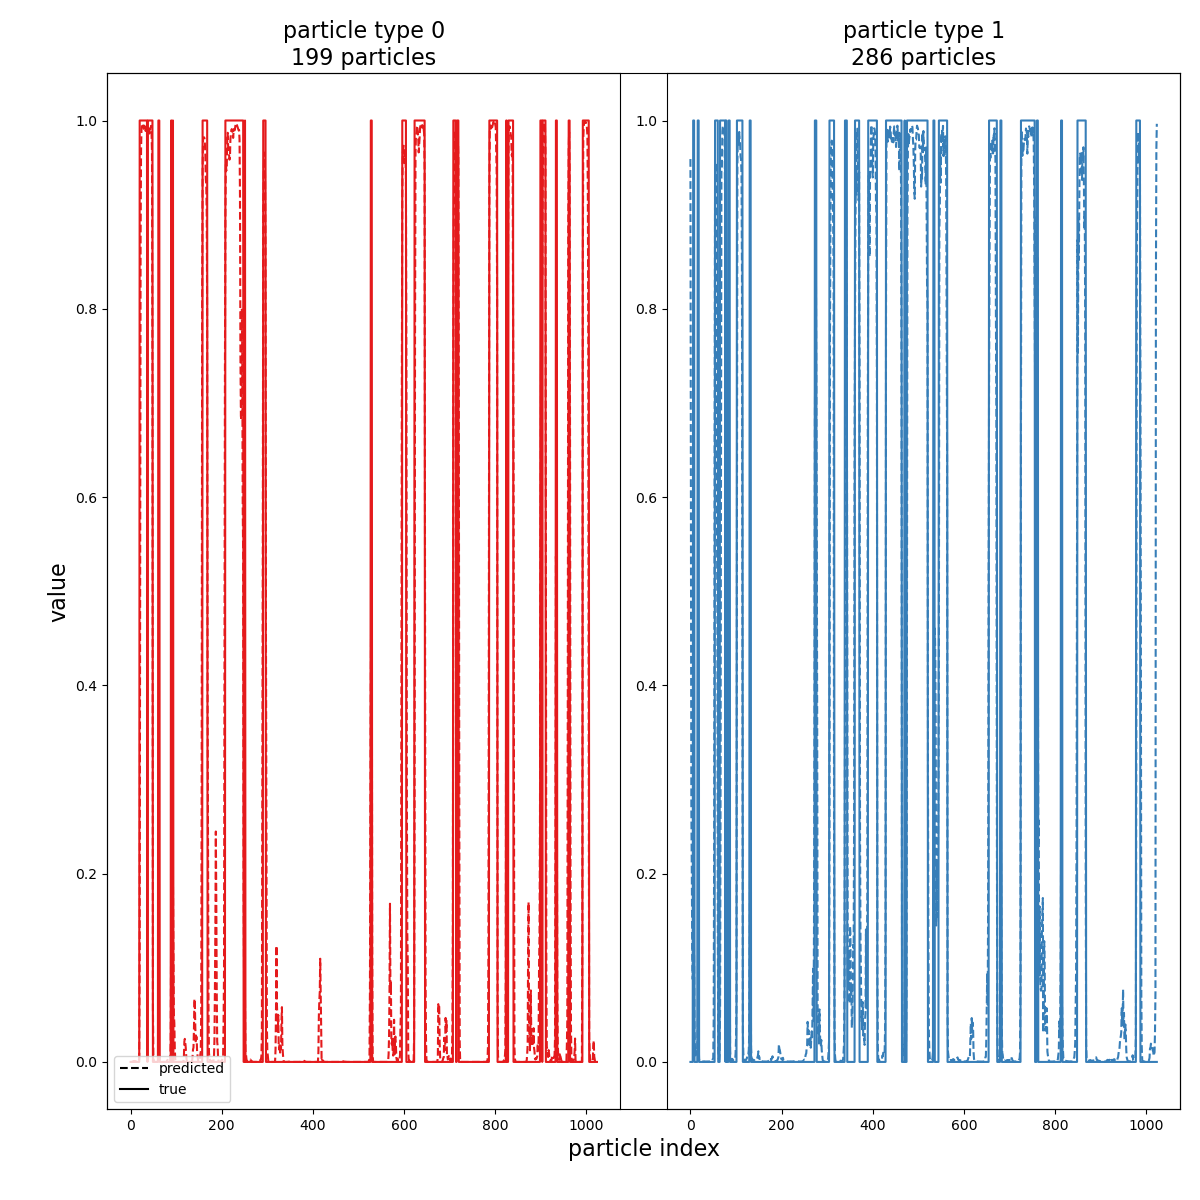 particle type 0
199 particles
particle type 1
286 particles
value
1.0
0.8
0.6
0.4
0.2
0.0
1.0
0.8
0.6
0.4
0.2
0.0
predicted
true
0 200 400 600 800 1000
0 200 400 600 800 1000
particle index